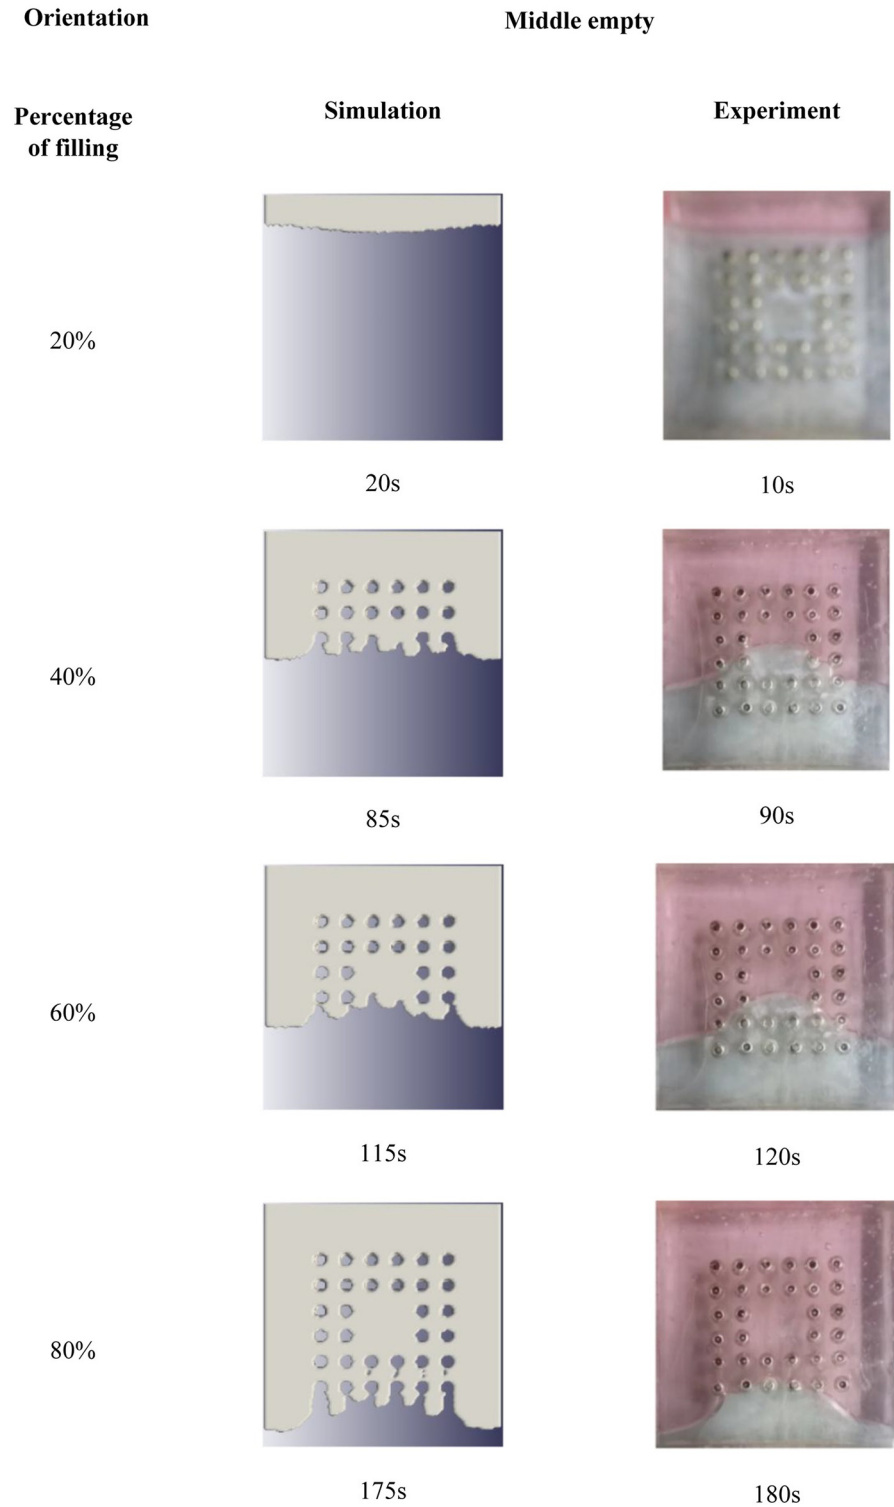 Orientation
Middle empty
Percentage
of filling
Simulation
Experiment
20%
20s
10s
40%
85s
90s
60%
115s
120s
80%
175s
180s